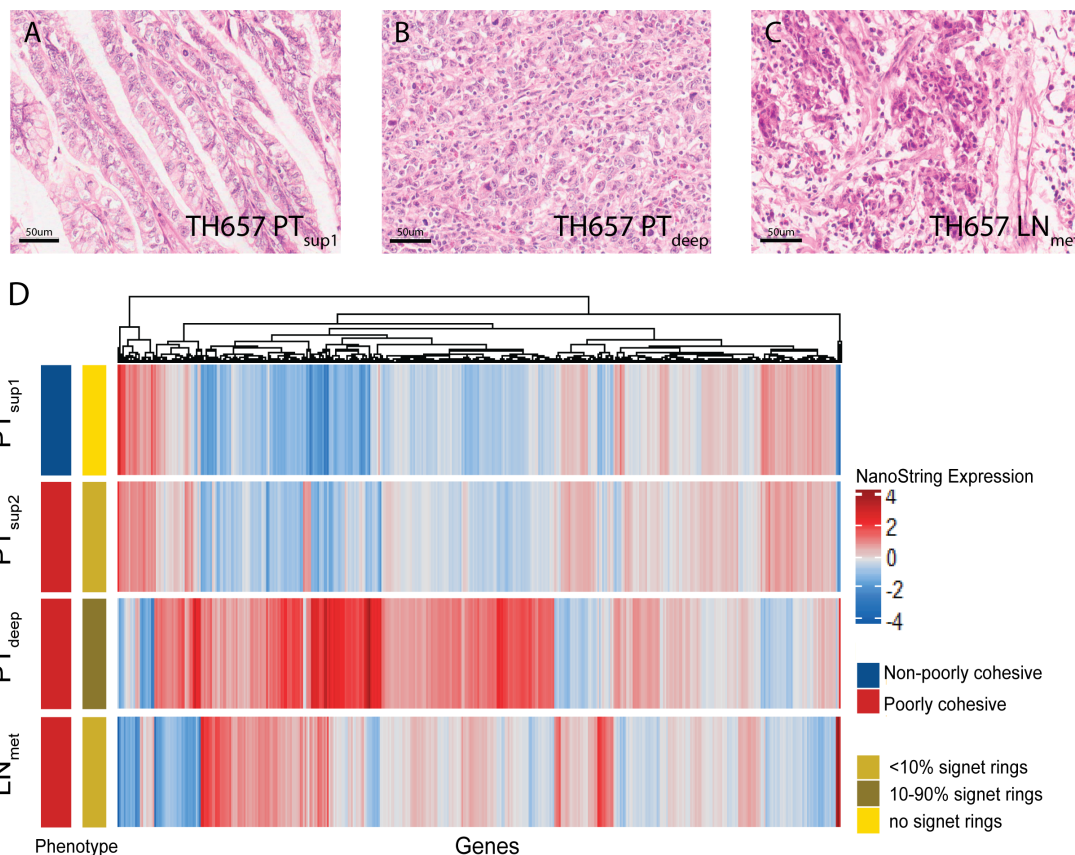 A
B
C
TH657 PTsup1
TH657 PTdeep
TH657 LNmet
50um
50um
50um
D
PTsup1
PTsup2
PTdeep
LNmet
NanoString Expression
4
2
0
-2
-4
Non-poorly cohesive
Poorly cohesive
<10% signet rings
10-90% signet rings
no signet rings
Phenotype
Genes